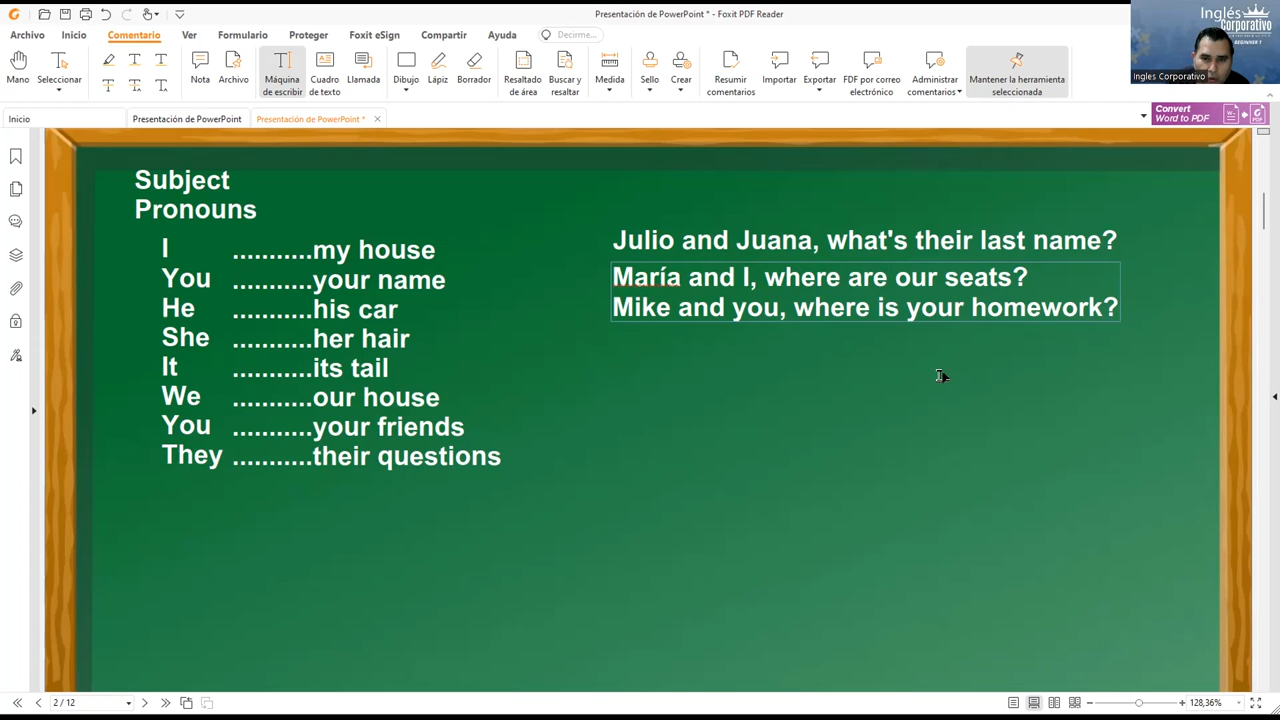 Presentación de PowerPoint * - Foxit PDF Reader
Archivo Inicio Comentario Ver Formulario Proteger Foxit eSign Compartir Ayuda Decirme...
Mano Seleccionar Nota Archivo Máquina de escribir Cuadro de texto Llamada Dibujo Lápiz Borrador Resaltado de área Buscar y resaltar Medida Sello Crear Resumir comentarios Importar Exportar PDF por correo electrónico Administrar comentarios Mantener la herramienta seleccionada
Inglés
Corporativo
BEGINNER 1
Ingles Corporativo
Inicio Presentación de PowerPoint Presentación de PowerPoint *
Convert
Word to PDF
Subject
Pronouns
I ...........my house
You ...........your name
He ...........his car
She ...........her hair
It ...........its tail
We ...........our house
You ...........your friends
They ...........their questions
Julio and Juana, what's their last name?
María and I, where are our seats?
Mike and you, where is your homework?
2 / 12
128,36%